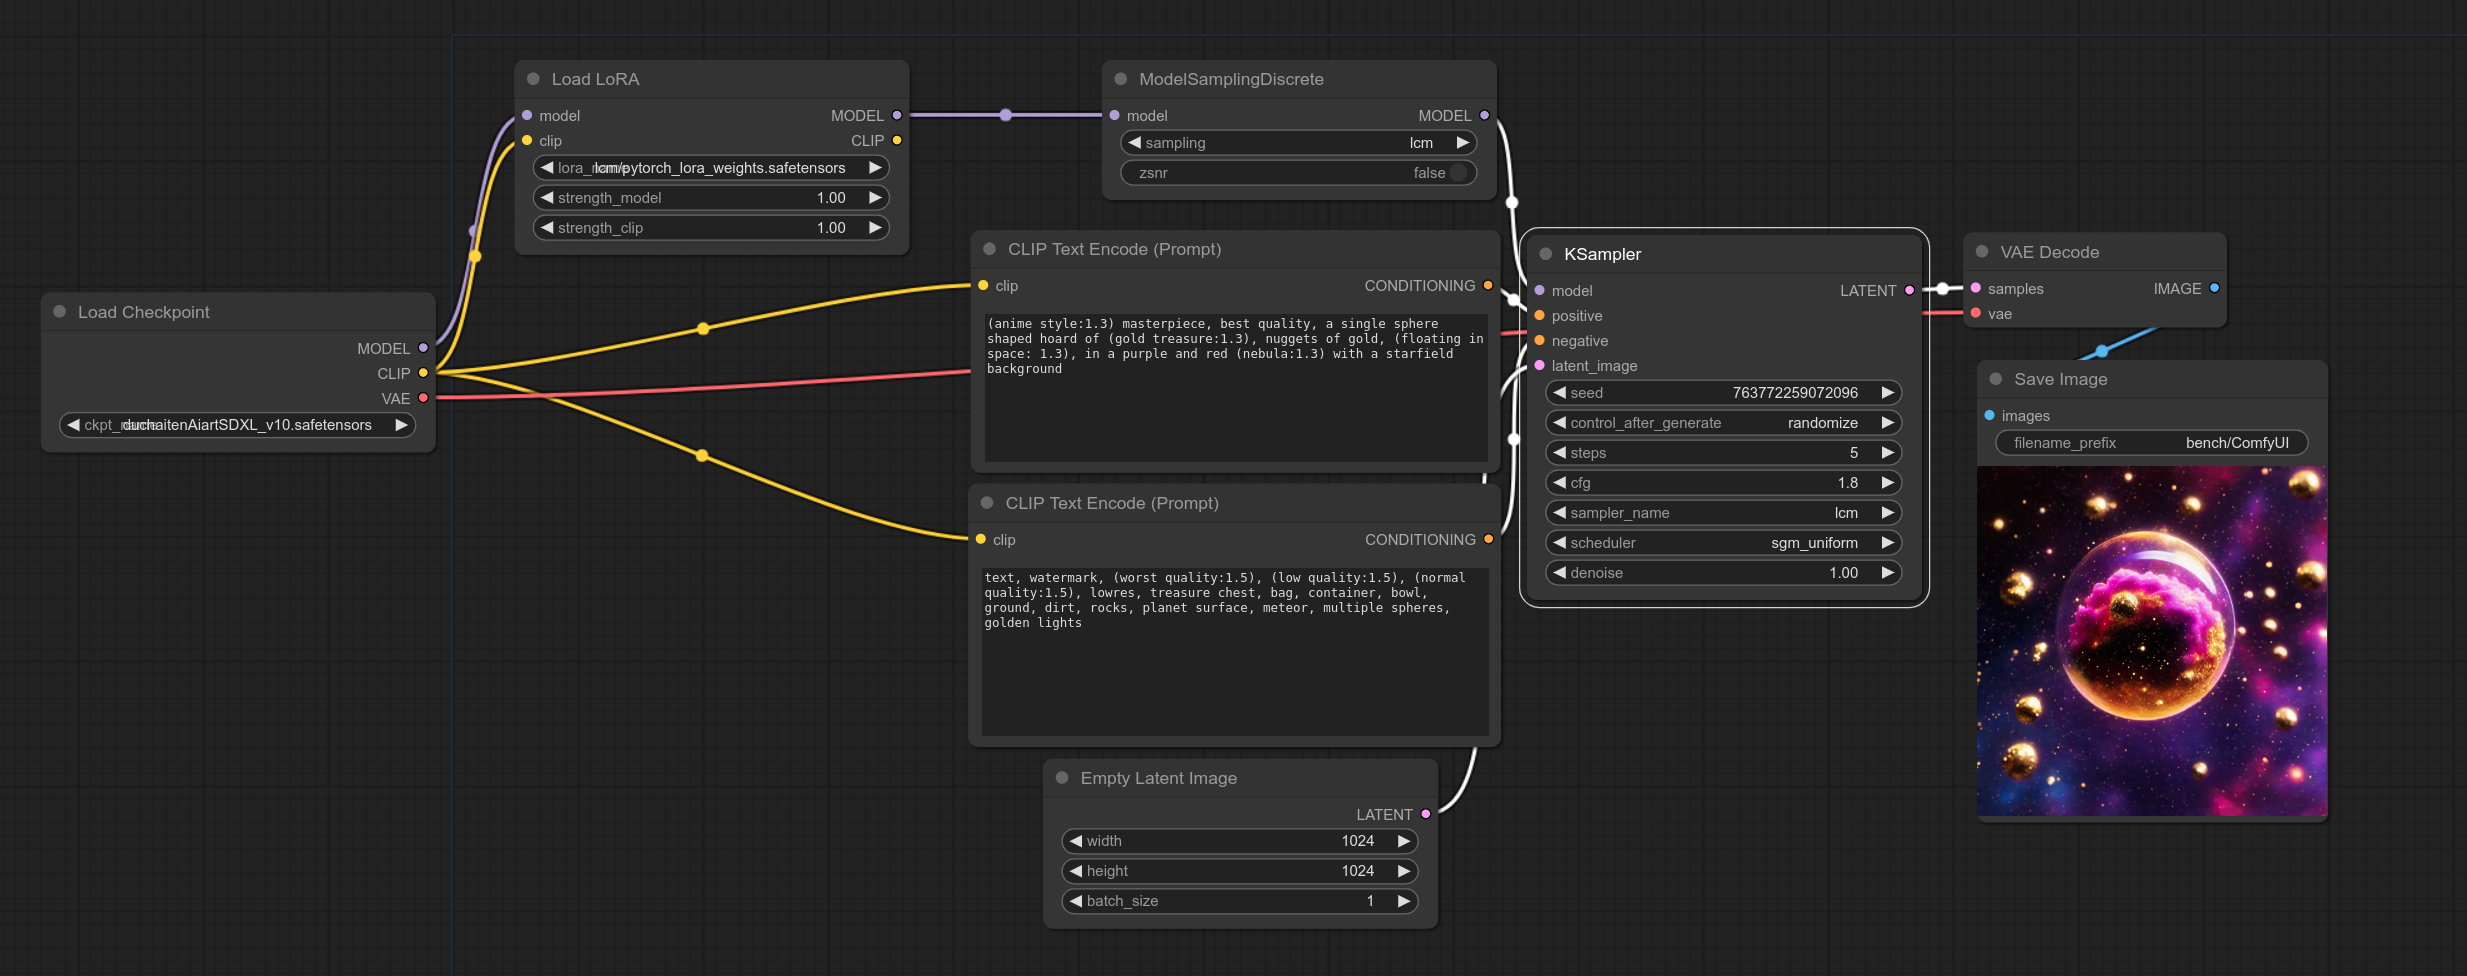 Load LoRA
model MODEL
clip CLIP
lcm/pytorch_lora_weights.safetensors
strength_model 1.00
strength_clip 1.00
ModelSamplingDiscrete
model MODEL
sampling lcm
zsnr false
Load Checkpoint
MODEL
CLIP
VAE
SDXL_v10.safetensors
CLIP Text Encode (Prompt)
clip CONDITIONING
(anime style:1.3) masterpiece, best quality, a single sphere
shaped hoard of (gold treasure:1.3), nuggets of gold, (floating in
space: 1.3), in a purple and red (nebula:1.3) with a starfield
background
CLIP Text Encode (Prompt)
clip CONDITIONING
text, watermark, (worst quality:1.5), (low quality:1.5), (normal
quality:1.5), lowres, treasure chest, bag, container, bowl,
ground, dirt, rocks, planet surface, meteor, multiple spheres,
golden lights
Empty Latent Image
LATENT
width 1024
height 1024
batch_size 1
KSampler
model LATENT
positive
negative
latent_image
seed 763772259072096
control_after_generate randomize
steps 5
cfg 1.8
sampler_name lcm
scheduler sgm_uniform
denoise 1.00
VAE Decode
samples IMAGE
vae
Save Image
images
filename_prefix bench/ComfyUI